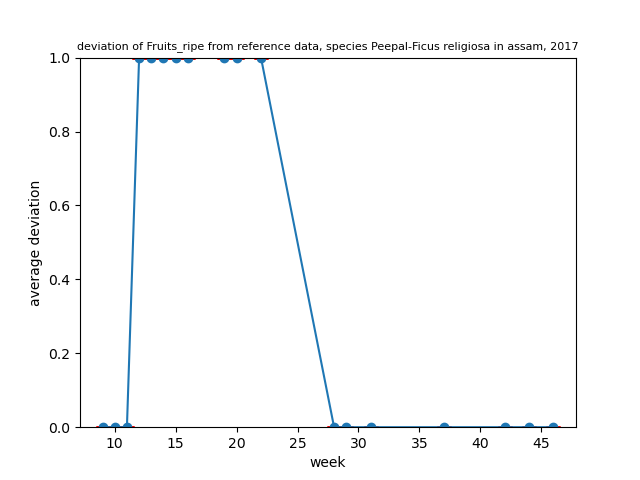 deviation of Fruits_ripe from reference data, species Peepal-Ficus religiosa in assam, 2017
1.0
0.8
0.6
0.4
0.2
0.0
average deviation
10 15 20 25 30 35 40 45
week